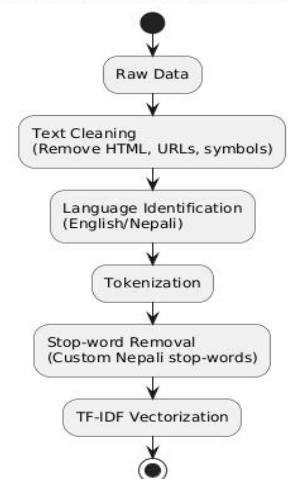 Raw Data
Text Cleaning
(Remove HTML, URLs, symbols)
Language Identification
(English/Nepali)
Tokenization
Stop-word Removal
(Custom Nepali stop-words)
TF-IDF Vectorization